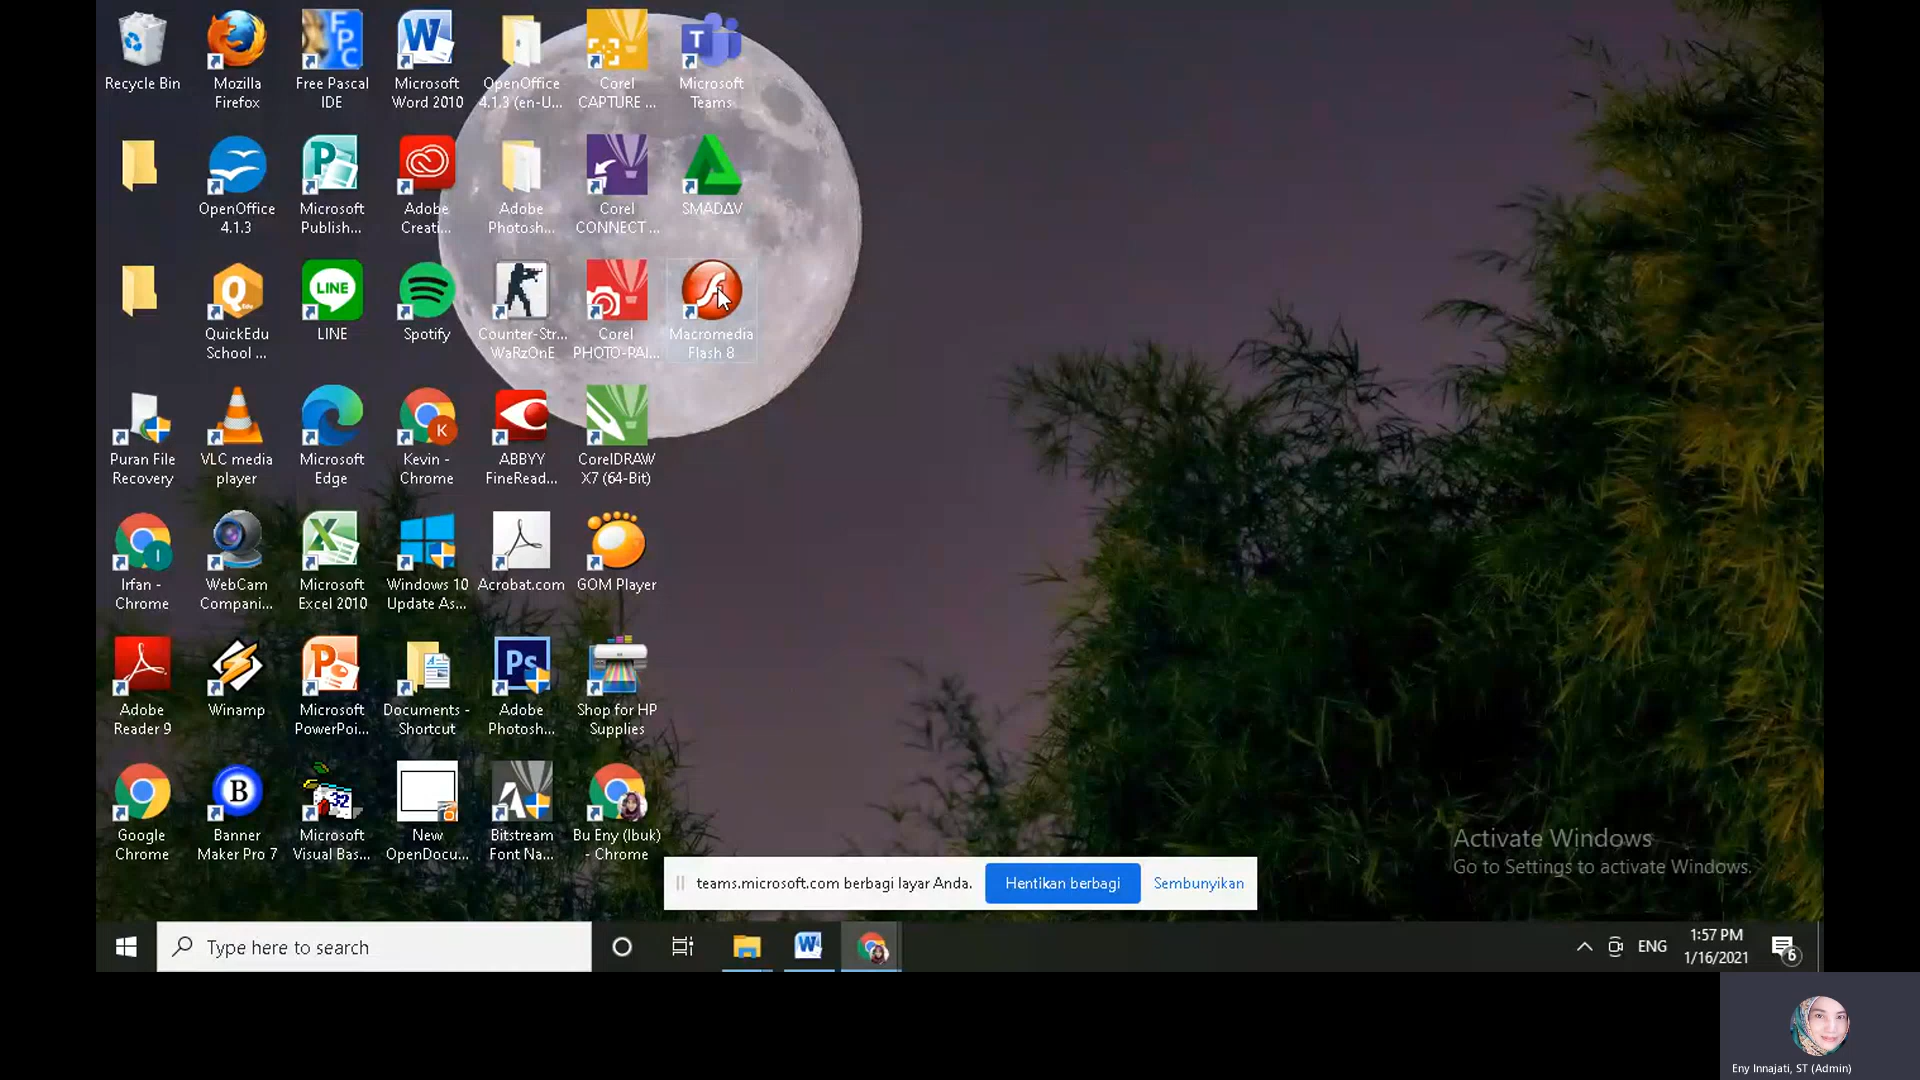 Recycle Bin
Mozilla
Firefox
Free Pascal
IDE
Microsoft
Word 2010
OpenOffice
4.1.3 (en-U...
Corel
CAPTURE ...
Microsoft
Teams
OpenOffice
4.1.3
Microsoft
Publish...
Adobe
Creati...
Adobe
Photosh...
Corel
CONNECT ...
SMADΔV
QuickEdu
School ...
LINE
Spotify
Counter-Str...
WaRzOnE
Corel
PHOTO-PAI...
Macromedia
Flash 8
Puran File
Recovery
VLC media
player
Microsoft
Edge
Kevin -
Chrome
ABBYY
FineRead...
CorelDRAW
X7 (64-Bit)
Irfan -
Chrome
WebCam
Compani...
Microsoft
Excel 2010
Windows 10
Update As...
Acrobat.com
GOM Player
Adobe
Reader 9
Winamp
Microsoft
PowerPoi...
Documents -
Shortcut
Adobe
Photosh...
Shop for HP
Supplies
Google
Chrome
Banner
Maker Pro 7
Microsoft
Visual Bas...
New
OpenDocu...
Bitstream
Font Na...
Bu Eny (Ibuk)
- Chrome
Activate Windows
Go to Settings to activate Windows.
teams.microsoft.com berbagi layar Anda.
Hentikan berbagi
Sembunyikan
Type here to search
ENG
1:57 PM
1/16/2021
6
Eny Innajati, ST (Admin)